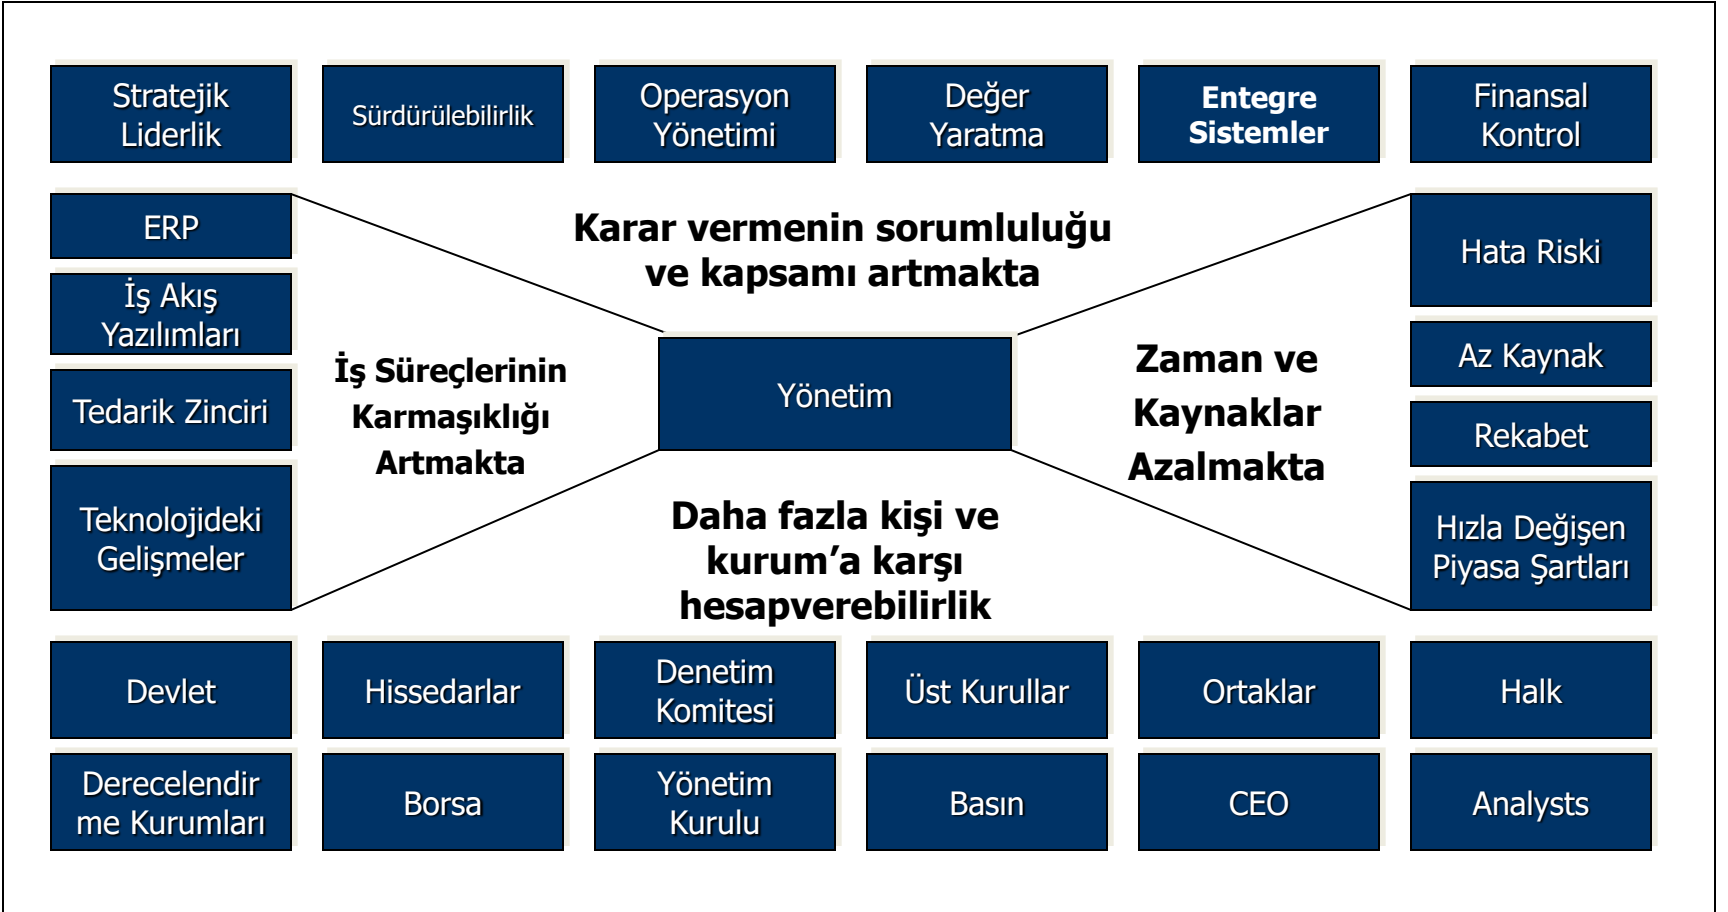 Stratejik
Liderlik
Sürdürülebilirlik
Operasyon
Yönetimi
Değer
Yaratma
Entegre
Sistemler
Finansal
Kontrol
ERP
İş Akış
Yazılımları
Tedarik Zinciri
Teknolojideki
Gelişmeler
Karar vermenin sorumluluğu
ve kapsamı artmakta
İş Süreçlerinin
Karmaşıklığı
Artmakta
Yönetim
Zaman ve
Kaynaklar
Azalmakta
Daha fazla kişi ve
kurum’a karşı
hesapverebilirlik
Hata Riski
Az Kaynak
Rekabet
Hızla Değişen
Piyasa Şartları
Devlet
Hissedarlar
Denetim
Komitesi
Üst Kurullar
Ortaklar
Halk
Derecelendir
me Kurumları
Borsa
Yönetim
Kurulu
Basın
CEO
Analysts